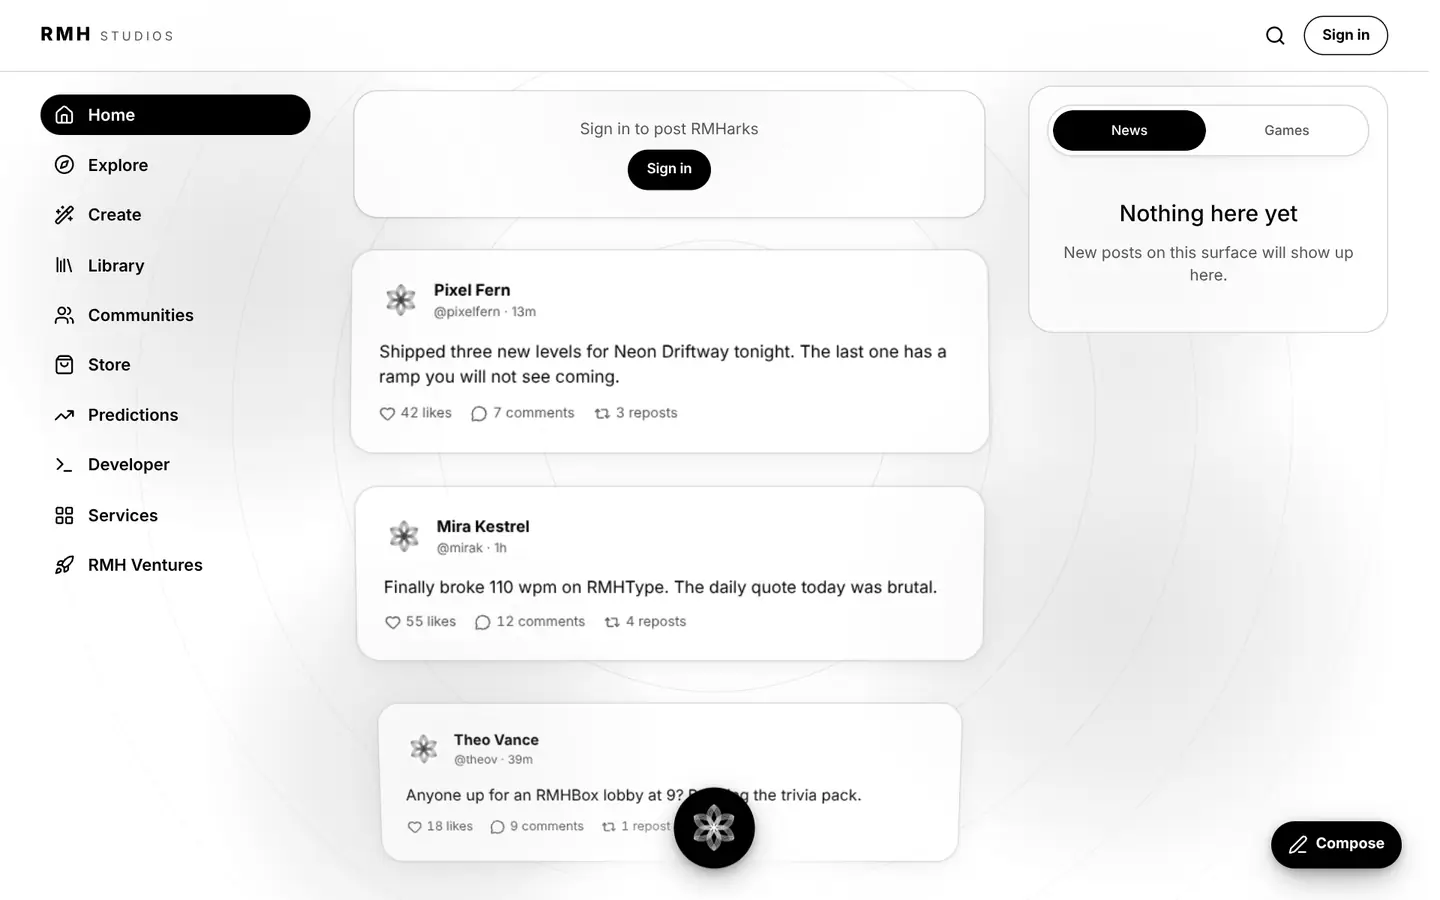 RMH STUDIOS
Sign in
Home
Explore
Create
Library
Communities
Store
Predictions
Developer
Services
RMH Ventures
Sign in to post RMHarks
Sign in
Pixel Fern
@pixelfern · 13m
Shipped three new levels for Neon Driftway tonight. The last one has a
ramp you will not see coming.
42 likes 7 comments 3 reposts
Mira Kestrel
@mirak · 1h
Finally broke 110 wpm on RMHType. The daily quote today was brutal.
55 likes 12 comments 4 reposts
Theo Vance
@theov · 39m
Anyone up for an RMHBox lobby at 9? the trivia pack.
18 likes 9 comments 1 repost
News Games
Nothing here yet
New posts on this surface will show up
here.
Compose